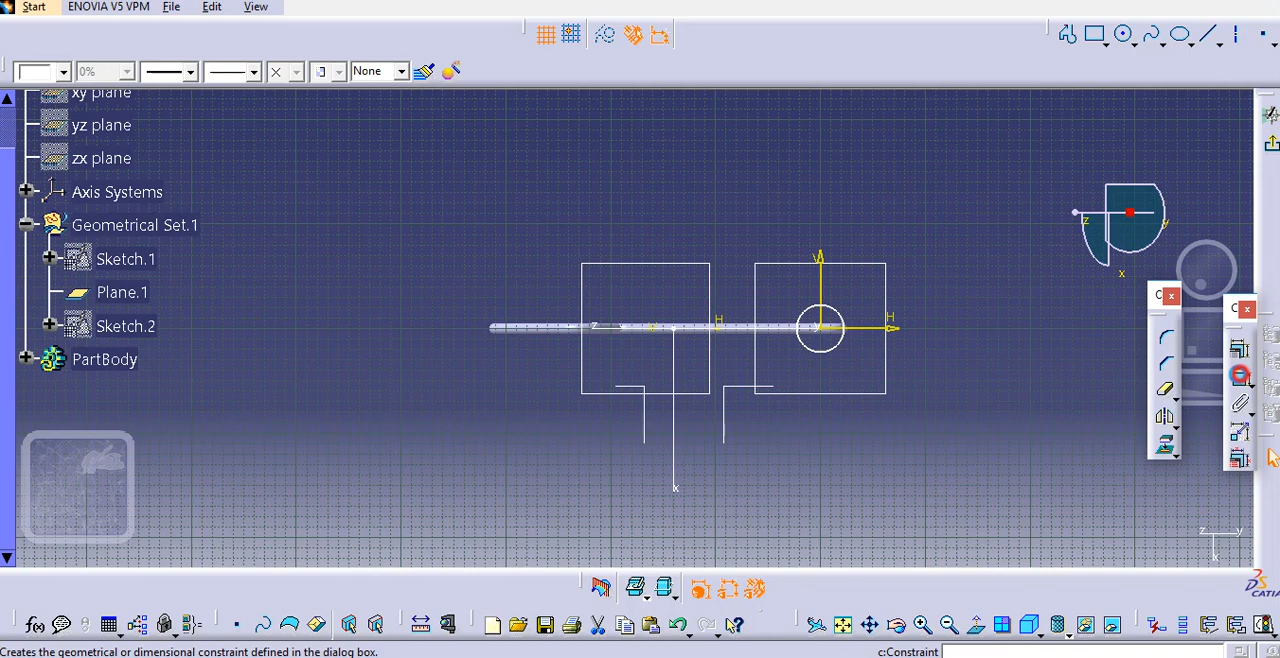 Start ENOVIA V5 VPM File Edit View
0% None
xy plane
yz plane
zx plane
Axis Systems
Geometrical Set.1
Sketch.1
Plane.1
Sketch.2
PartBody
V
H H
Z
x
z y
x
C x
C x
z y
x
f(x)
CATIA
Creates the geometrical or dimensional constraint defined in the dialog box. c:Constraint